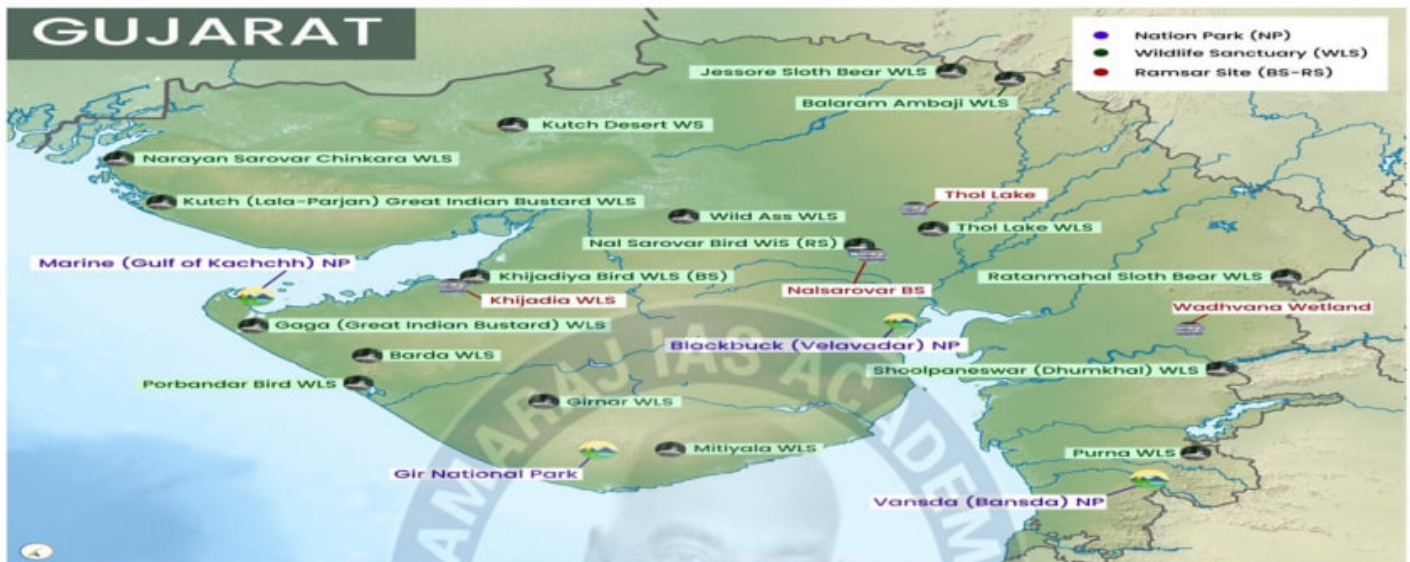 GUJARAT
Nation Park (NP)
Wildlife Sanctuary (WLS)
Ramsar Site (BS-RS)
Jessore Sloth Bear WLS
Balaram Ambaji WLS
Kutch Desert WS
Narayan Sarovar Chinkara WLS
Kutch (Lala-Parjan) Great Indian Bustard WLS
Thol Lake
Wild Ass WLS
Thol Lake WLS
Nal Sarovar Bird WiS (RS)
Marine (Gulf of Kachchh) NP
Khijadiya Bird WLS (BS)
Ratanmahal Sloth Bear WLS
Nalsarovar BS
Khijadia WLS
Wadhvana Wetland
Gaga (Great Indian Bustard) WLS
Blackbuck (Velavadar) NP
Barda WLS
Shoolpaneswar (Dhumkhal) WLS
Porbandar Bird WLS
Girnar WLS
Mitiyala WLS
Purna WLS
Gir National Park
Vansda (Bansda) NP
AMARAJ IAS ACADEM